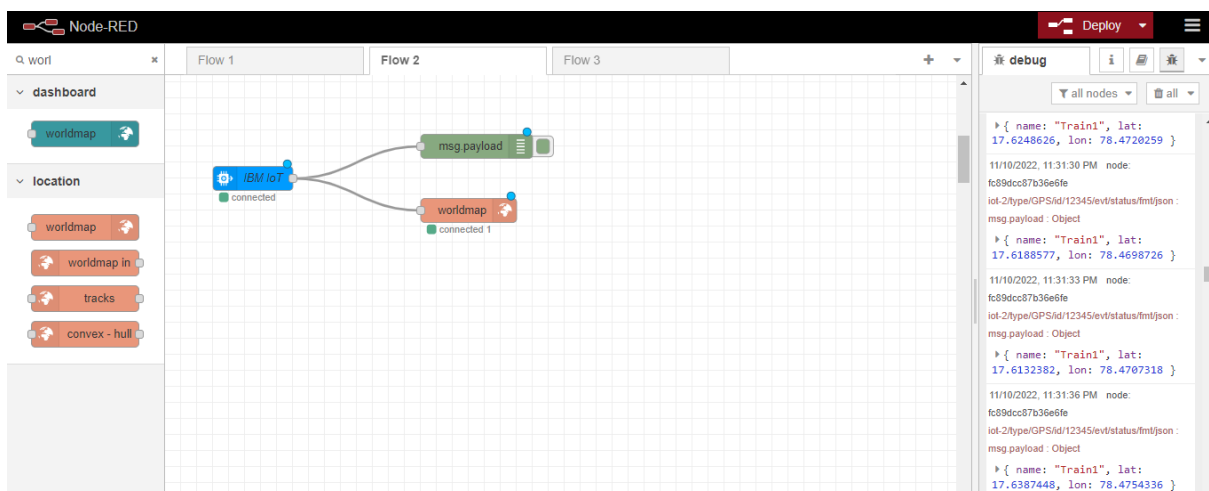 Node-RED
Deploy
worl
Flow 1
Flow 2
Flow 3
debug
all nodes
all
dashboard
worldmap
location
worldmap
worldmap in
tracks
convex - hull
IBM IoT
connected
msg.payload
worldmap
connected 1
{ name: "Train1", lat:
17.6248626, lon: 78.4720259 }
11/10/2022, 11:31:30 PM node:
fc89dcc87b36e6fe
iot-2/type/GPS/id/12345/evt/status/fmt/json :
msg.payload : Object
{ name: "Train1", lat:
17.6188577, lon: 78.4698726 }
11/10/2022, 11:31:33 PM node:
fc89dcc87b36e6fe
iot-2/type/GPS/id/12345/evt/status/fmt/json :
msg.payload : Object
{ name: "Train1", lat:
17.6132382, lon: 78.4707318 }
11/10/2022, 11:31:36 PM node:
fc89dcc87b36e6fe
iot-2/type/GPS/id/12345/evt/status/fmt/json :
msg.payload : Object
{ name: "Train1", lat:
17.6387448, lon: 78.4754336 }